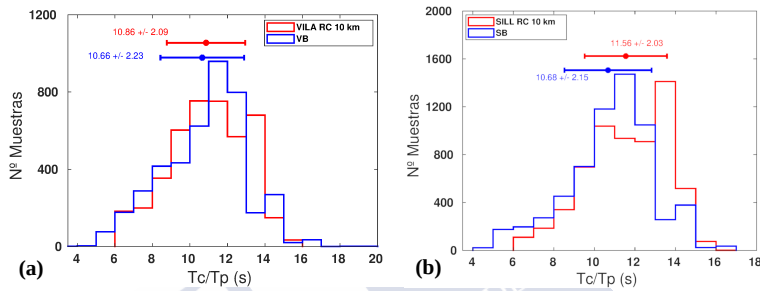 VILA RC 10 km
VB
10.86 +/- 2.09
10.66 +/- 2.23
1200
800
400
0
Nº Muestras
4 6 8 10 12 14 16 18 20
Tc/Tp (s)
(a)
SILL RC 10 km
SB
11.56 +/- 2.03
10.68 +/- 2.15
2000
1600
1200
800
400
0
Nº Muestras
4 6 8 10 12 14 16 18
Tc/Tp (s)
(b)